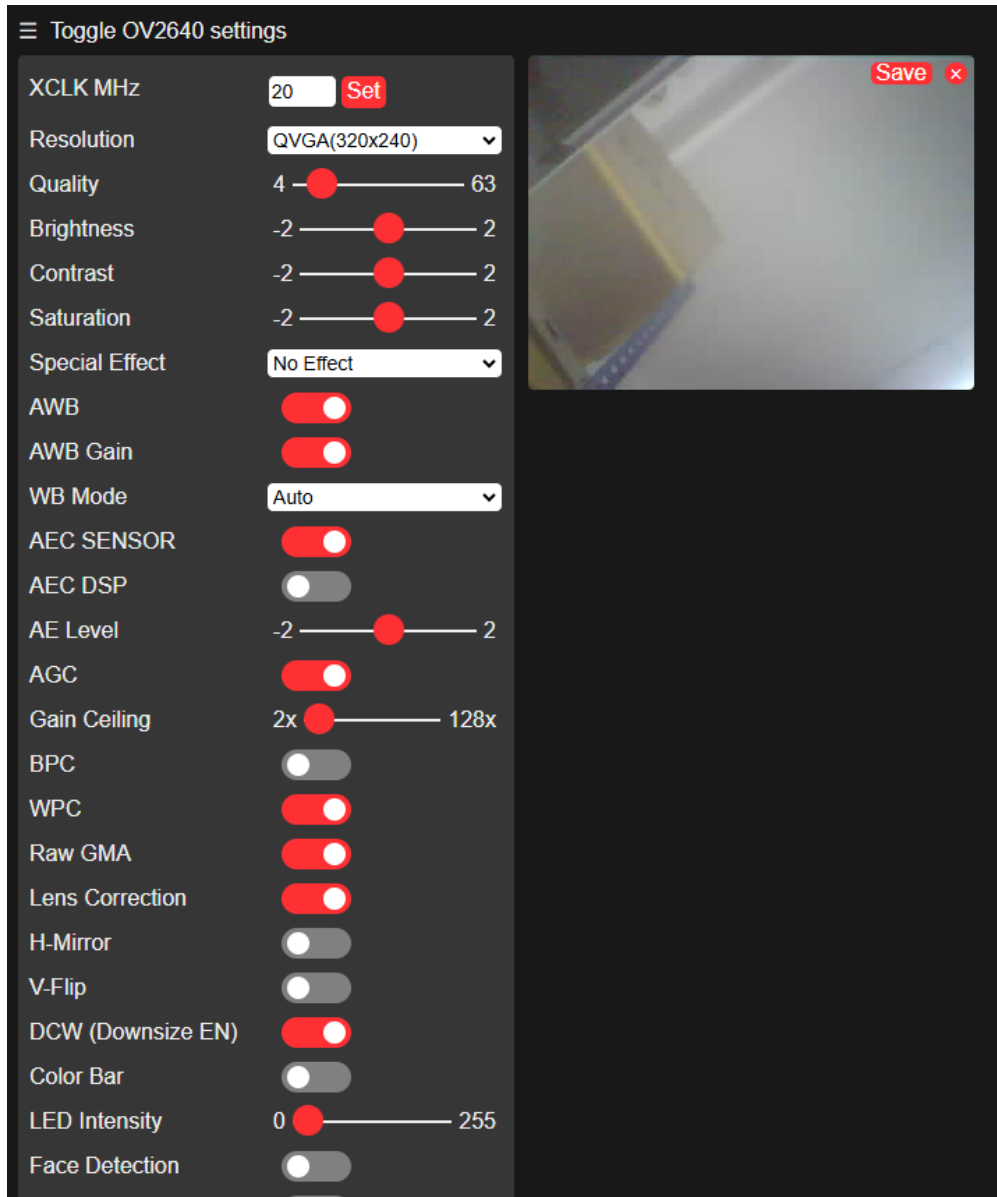 ☰ Toggle OV2640 settings
Save ×
XCLK MHz 20 Set
Resolution QVGA(320x240)
Quality 4 63
Brightness -2 2
Contrast -2 2
Saturation -2 2
Special Effect No Effect
AWB
AWB Gain
WB Mode Auto
AEC SENSOR
AEC DSP
AE Level -2 2
AGC
Gain Ceiling 2x 128x
BPC
WPC
Raw GMA
Lens Correction
H-Mirror
V-Flip
DCW (Downsize EN)
Color Bar
LED Intensity 0 255
Face Detection